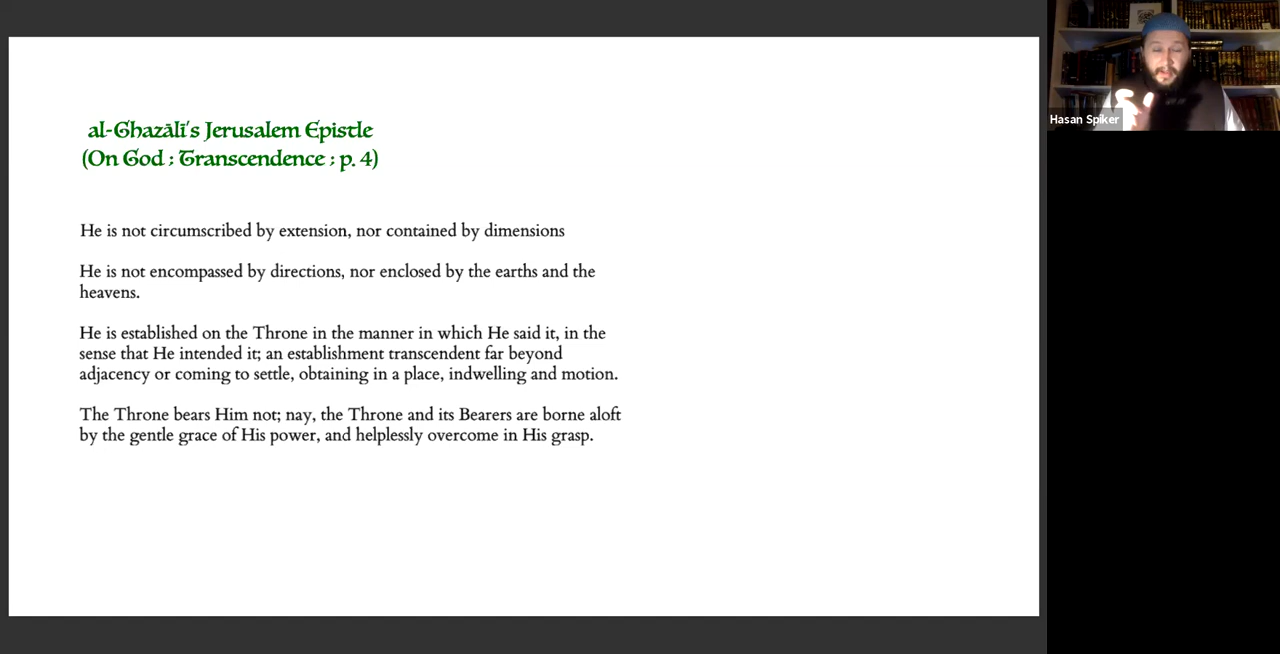 al-Ghazālī's Jerusalem Epistle
(On God ; Transcendence ; p. 4)
He is not circumscribed by extension, nor contained by dimensions
He is not encompassed by directions, nor enclosed by the earths and the
heavens.
He is established on the Throne in the manner in which He said it, in the
sense that He intended it; an establishment transcendent far beyond
adjacency or coming to settle, obtaining in a place, indwelling and motion.
The Throne bears Him not; nay, the Throne and its Bearers are borne aloft
by the gentle grace of His power, and helplessly overcome in His grasp.
Hasan Spiker